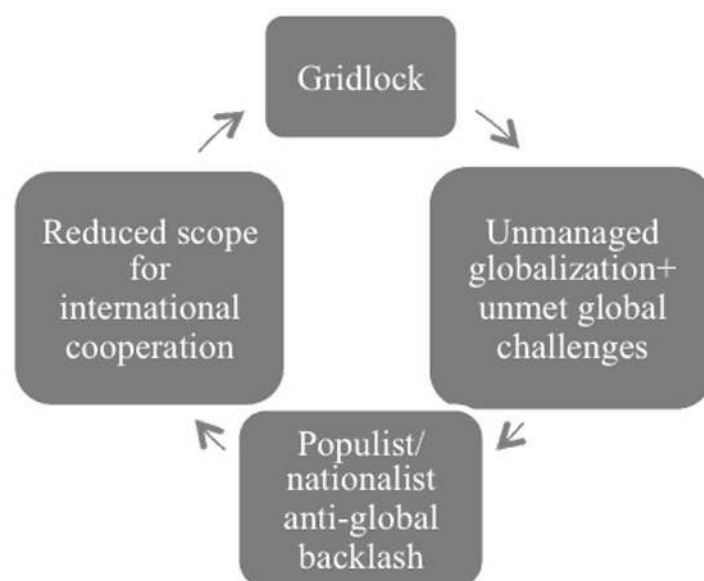 Gridlock
Unmanaged
globalization+
unmet global
challenges
Populist/
nationalist
anti-global
backlash
Reduced scope
for
international
cooperation